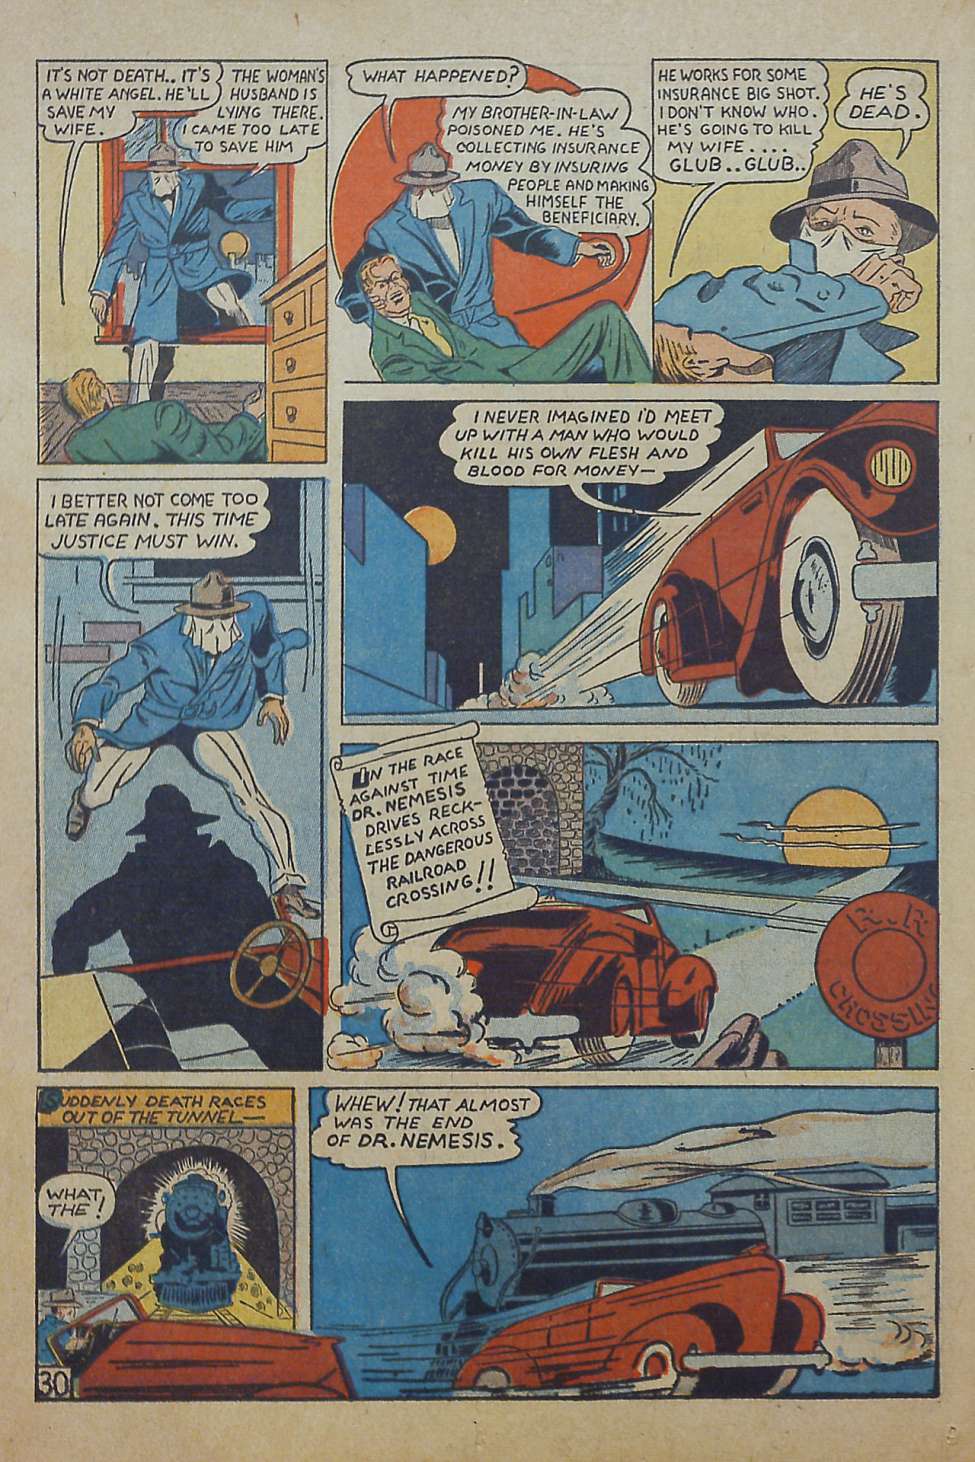 IT'S NOT DEATH.. IT'S
A WHITE ANGEL. HE'LL
SAVE MY
WIFE.
THE WOMAN'S
HUSBAND IS
LYING THERE.
I CAME TOO LATE
TO SAVE HIM
WHAT HAPPENED?
MY BROTHER-IN-LAW
POISONED ME. HE'S
COLLECTING INSURANCE
MONEY BY INSURING
PEOPLE AND MAKING
HIMSELF THE
BENEFICIARY.
HE WORKS FOR SOME
INSURANCE BIG SHOT.
I DON'T KNOW WHO.
HE'S GOING TO KILL
MY WIFE ....
GLUB.. GLUB..
HE'S
DEAD.
I NEVER IMAGINED I'D MEET
UP WITH A MAN WHO WOULD
KILL HIS OWN FLESH AND
BLOOD FOR MONEY—
I BETTER NOT COME TOO
LATE AGAIN. THIS TIME
JUSTICE MUST WIN.
IN THE RACE
AGAINST TIME
DR. NEMESIS
DRIVES RECK-
LESSLY ACROSS
THE DANGEROUS
RAILROAD
CROSSING!!
R.R
CROSSING
SUDDENLY DEATH RACES
OUT OF THE TUNNEL—
WHAT,
THE!
WHEW! THAT ALMOST
WAS THE END
OF DR. NEMESIS.
30